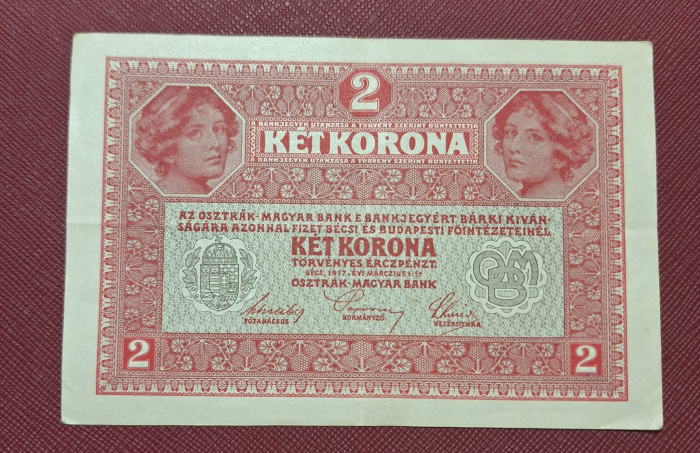 2
A BANKJEGYEK UTÁNZÁSA A TÖRVÉNY SZERINT BÜNTETTETIK
KÉT KORONA
A BANKJEGYEK UTÁNZÁSA A TÖRVÉNY SZERINT BÜNTETTETIK
AZ OSZTRÁK-MAGYAR BANK E BANKJEGYÉRT BÁRKI KIVÁN-
SÁGÁRA AZONNAL FIZET BÉCSI ÉS BUDAPESTI FŐINTÉZETEINÉL
KÉT KORONA
TÖRVÉNYES ÉRCZPÉNZT.
BÉCS, 1917. ÉVI MÁRCZIUS 1-ÉN
OSZTRÁK-MAGYAR BANK
FŐTANÁCSOS KORMÁNYZÓ VEZÉRTITKÁR
2 2